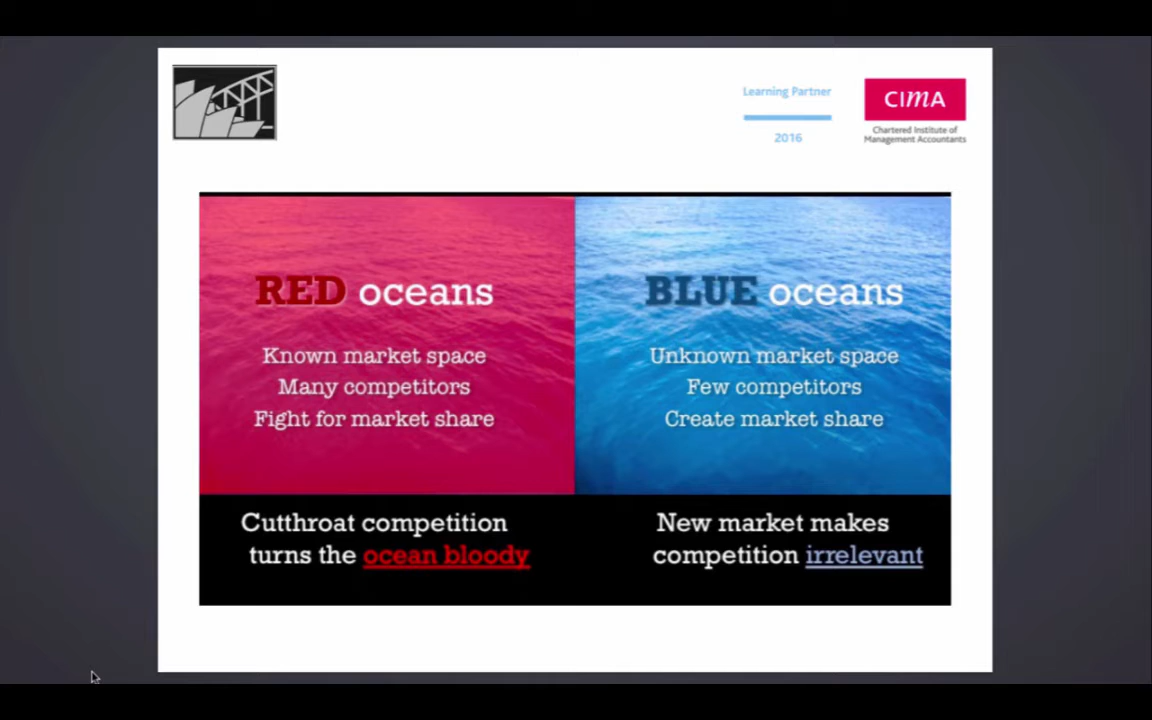 Learning Partner
2016
CIMA
Chartered Institute of
Management Accountants
RED oceans
Known market space
Many competitors
Fight for market share
BLUE oceans
Unknown market space
Few competitors
Create market share
Cutthroat competition
turns the ocean bloody
New market makes
competition irrelevant